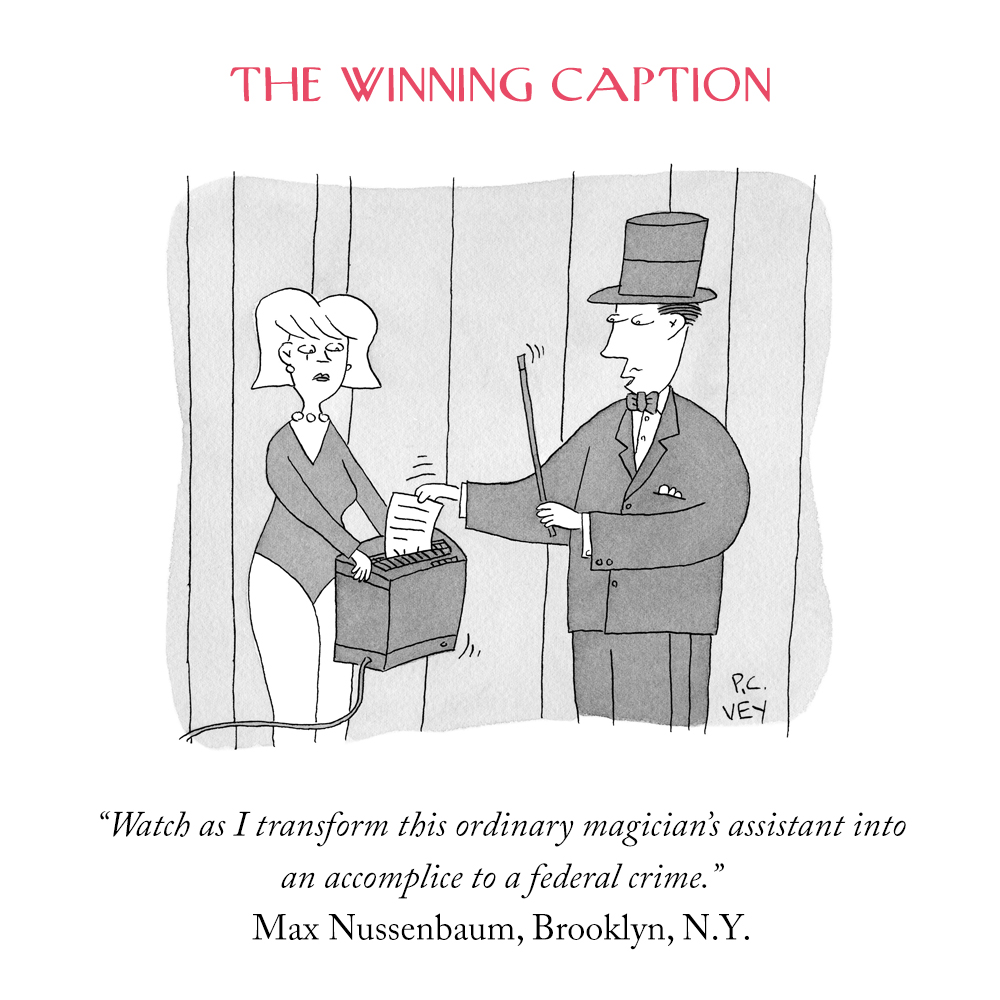 THE WINNING CAPTION
P.C.
VEY
“Watch as I transform this ordinary magician’s assistant into
an accomplice to a federal crime.”
Max Nussenbaum, Brooklyn, N.Y.